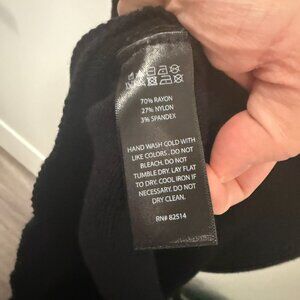 70% RAYON
27% NYLON
3% SPANDEX
HAND WASH GOLD WITH
LIKE COLORS . DO NOT
BLEACH. DO NOT
TUMBLE DRY. LAY FLAT
TO DRY. COOL IRON IF
NECESSARY. DO NOT
DRY CLEAN.
RN# 82514